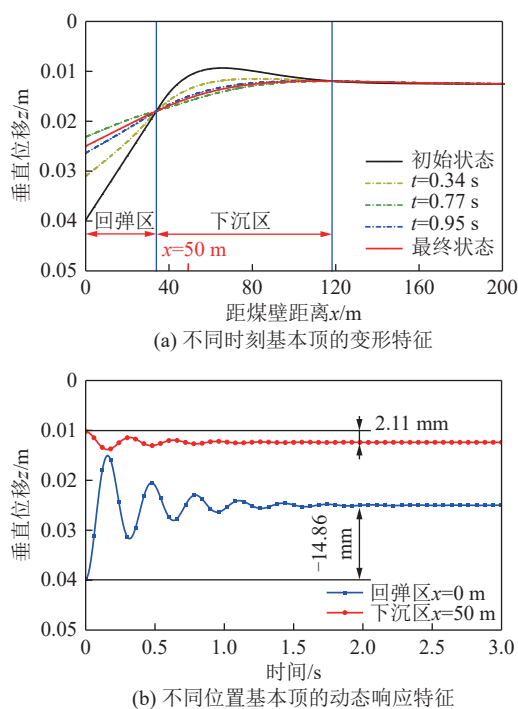 0
0.01
0.02
0.03
0.04
0.05
垂直位移z/m
初始状态
t=0.34 s
t=0.77 s
t=0.95 s
最终状态
回弹区
下沉区
x=50 m
0 40 80 120 160 200
距煤壁距离x/m
(a) 不同时刻基本顶的变形特征
0
0.01
0.02
0.03
0.04
0.05
垂直位移z/m
2.11 mm
−14.86
mm
回弹区x=0 m
下沉区x=50 m
0 0.5 1.0 1.5 2.0 2.5 3.0
时间/s
(b) 不同位置基本顶的动态响应特征